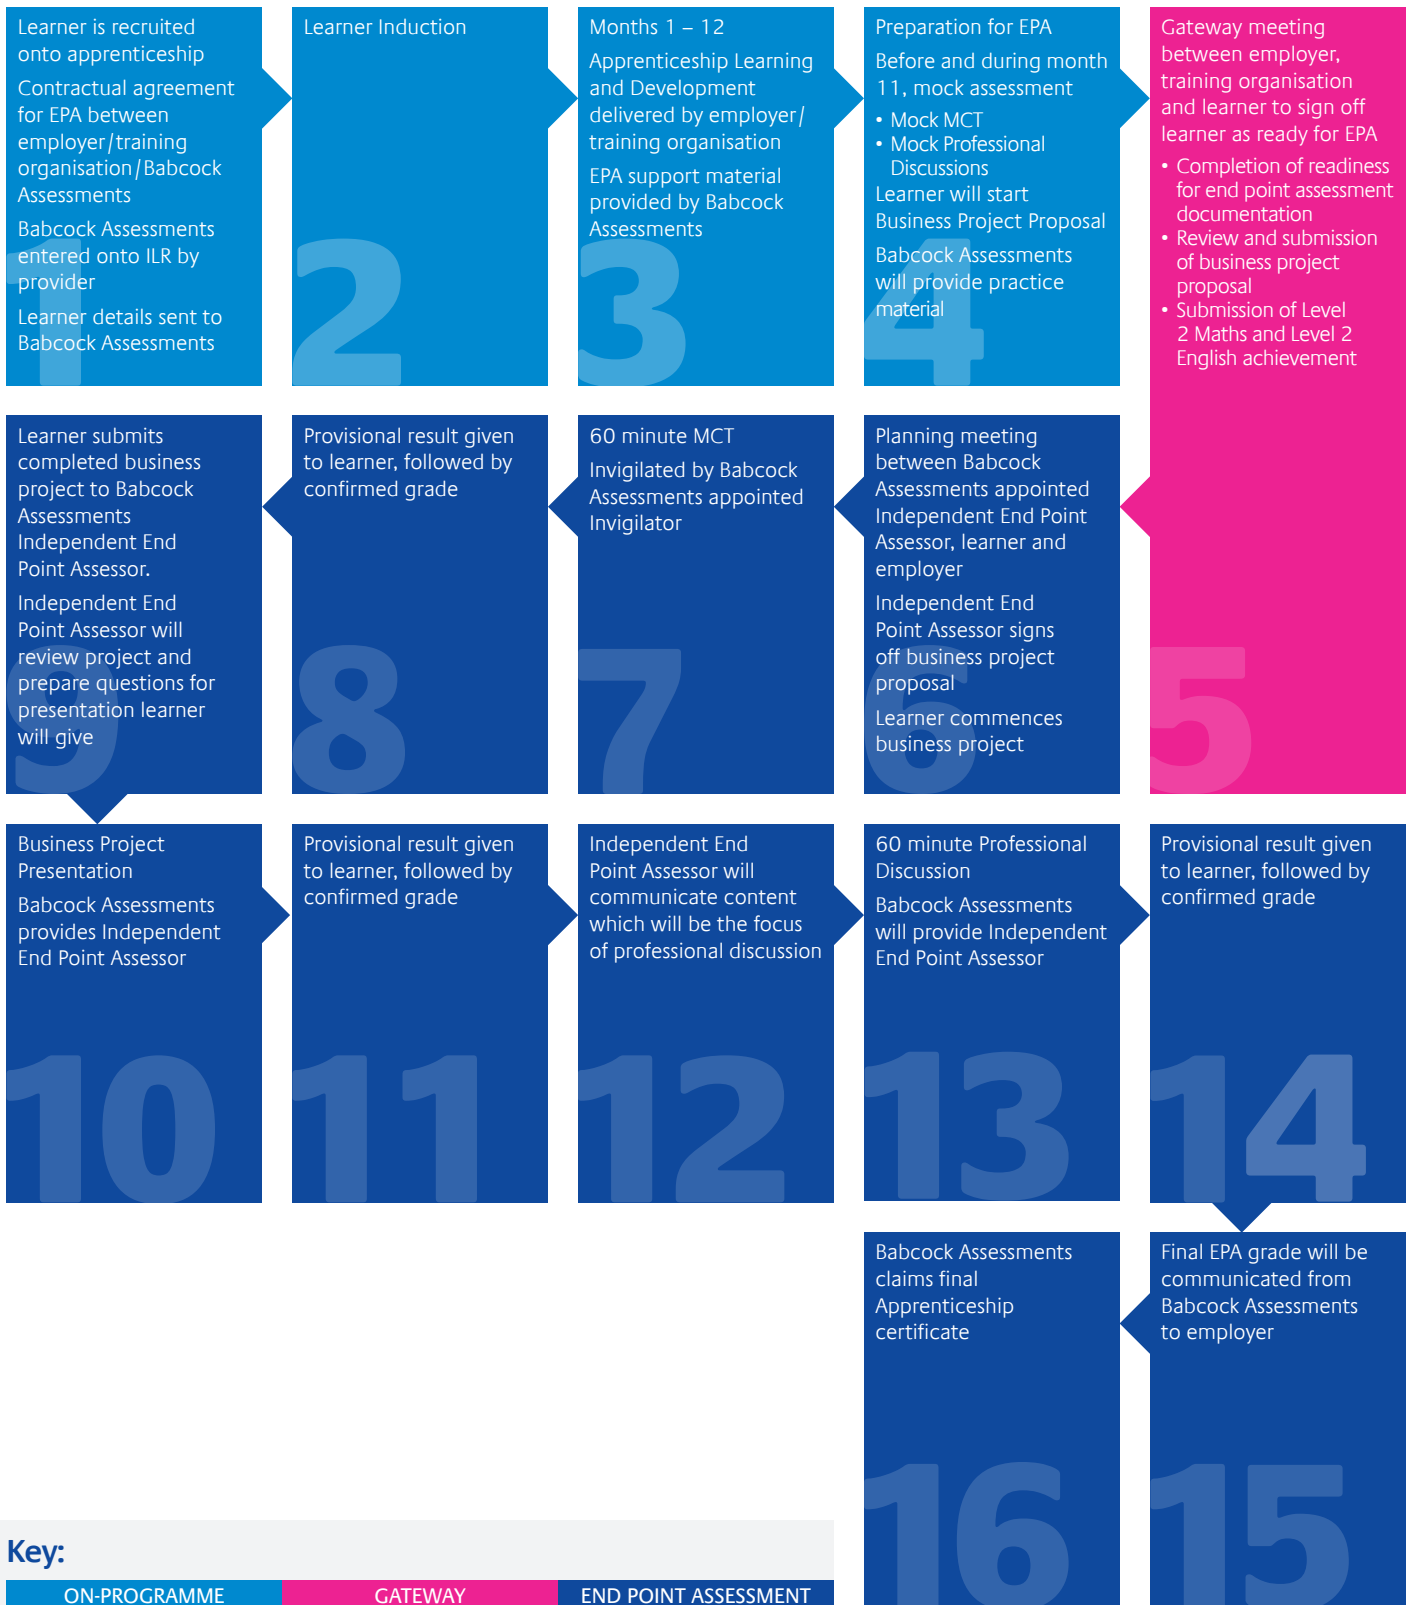 Learner is recruited
onto apprenticeship
Contractual agreement
for EPA between
employer/training
organisation/Babcock
Assessments
Babcock Assessments
entered onto ILR by
provider
Learner details sent to
Babcock Assessments
1
Learner Induction
2
Months 1 – 12
Apprenticeship Learning
and Development
delivered by employer/
training organisation
EPA support material
provided by Babcock
Assessments
3
Preparation for EPA
Before and during month
11, mock assessment
• Mock MCT
• Mock Professional
Discussions
Learner will start
Business Project Proposal
Babcock Assessments
will provide practice
material
4
Gateway meeting
between employer,
training organisation
and learner to sign off
learner as ready for EPA
• Completion of readiness
for end point assessment
documentation
• Review and submission
of business project
proposal
• Submission of Level
2 Maths and Level 2
English achievement
5
Planning meeting
between Babcock
Assessments appointed
Independent End Point
Assessor, learner and
employer
Independent End
Point Assessor signs
off business project
proposal
Learner commences
business project
6
60 minute MCT
Invigilated by Babcock
Assessments appointed
Invigilator
7
Provisional result given
to learner, followed by
confirmed grade
8
Learner submits
completed business
project to Babcock
Assessments
Independent End
Point Assessor.
Independent End
Point Assessor will
review project and
prepare questions for
presentation learner
will give
9
Business Project
Presentation
Babcock Assessments
provides Independent
End Point Assessor
10
Provisional result given
to learner, followed by
confirmed grade
11
Independent End
Point Assessor will
communicate content
which will be the focus
of professional discussion
12
60 minute Professional
Discussion
Babcock Assessments
will provide Independent
End Point Assessor
13
Provisional result given
to learner, followed by
confirmed grade
14
Final EPA grade will be
communicated from
Babcock Assessments
to employer
15
Babcock Assessments
claims final
Apprenticeship
certificate
16
Key:
ON-PROGRAMME
GATEWAY
END POINT ASSESSMENT